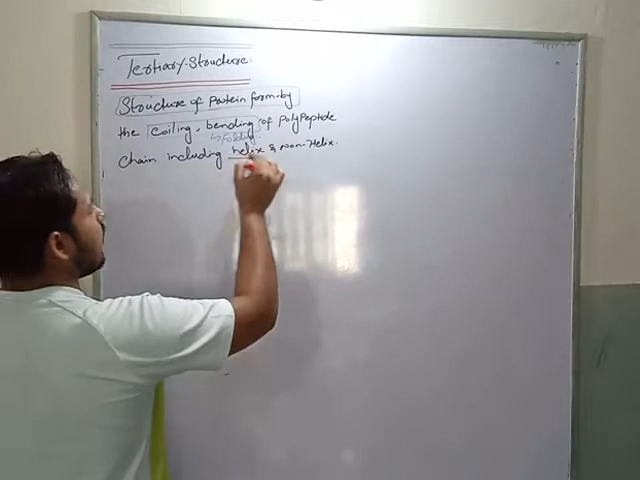 Tertiary-Structure.
Structure of protein form-by
the coiling, bending of polypeptide
↳ Folding
Chain including helix & non-Helix.